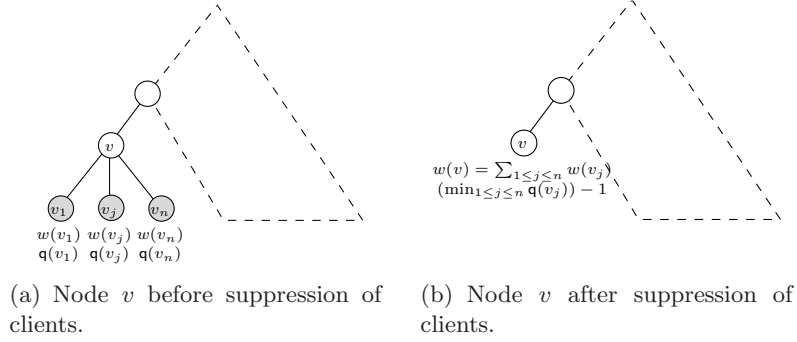 v
v
v₁ vⱼ vₙ
w(v) = ∑₁≤ⱼ≤ₙ w(vⱼ)
(min₁≤ⱼ≤ₙ q(vⱼ)) − 1
w(v₁) w(vⱼ) w(vₙ)
q(v₁) q(vⱼ) q(vₙ)
(a) Node v before suppression of
clients.
(b) Node v after suppression of
clients.